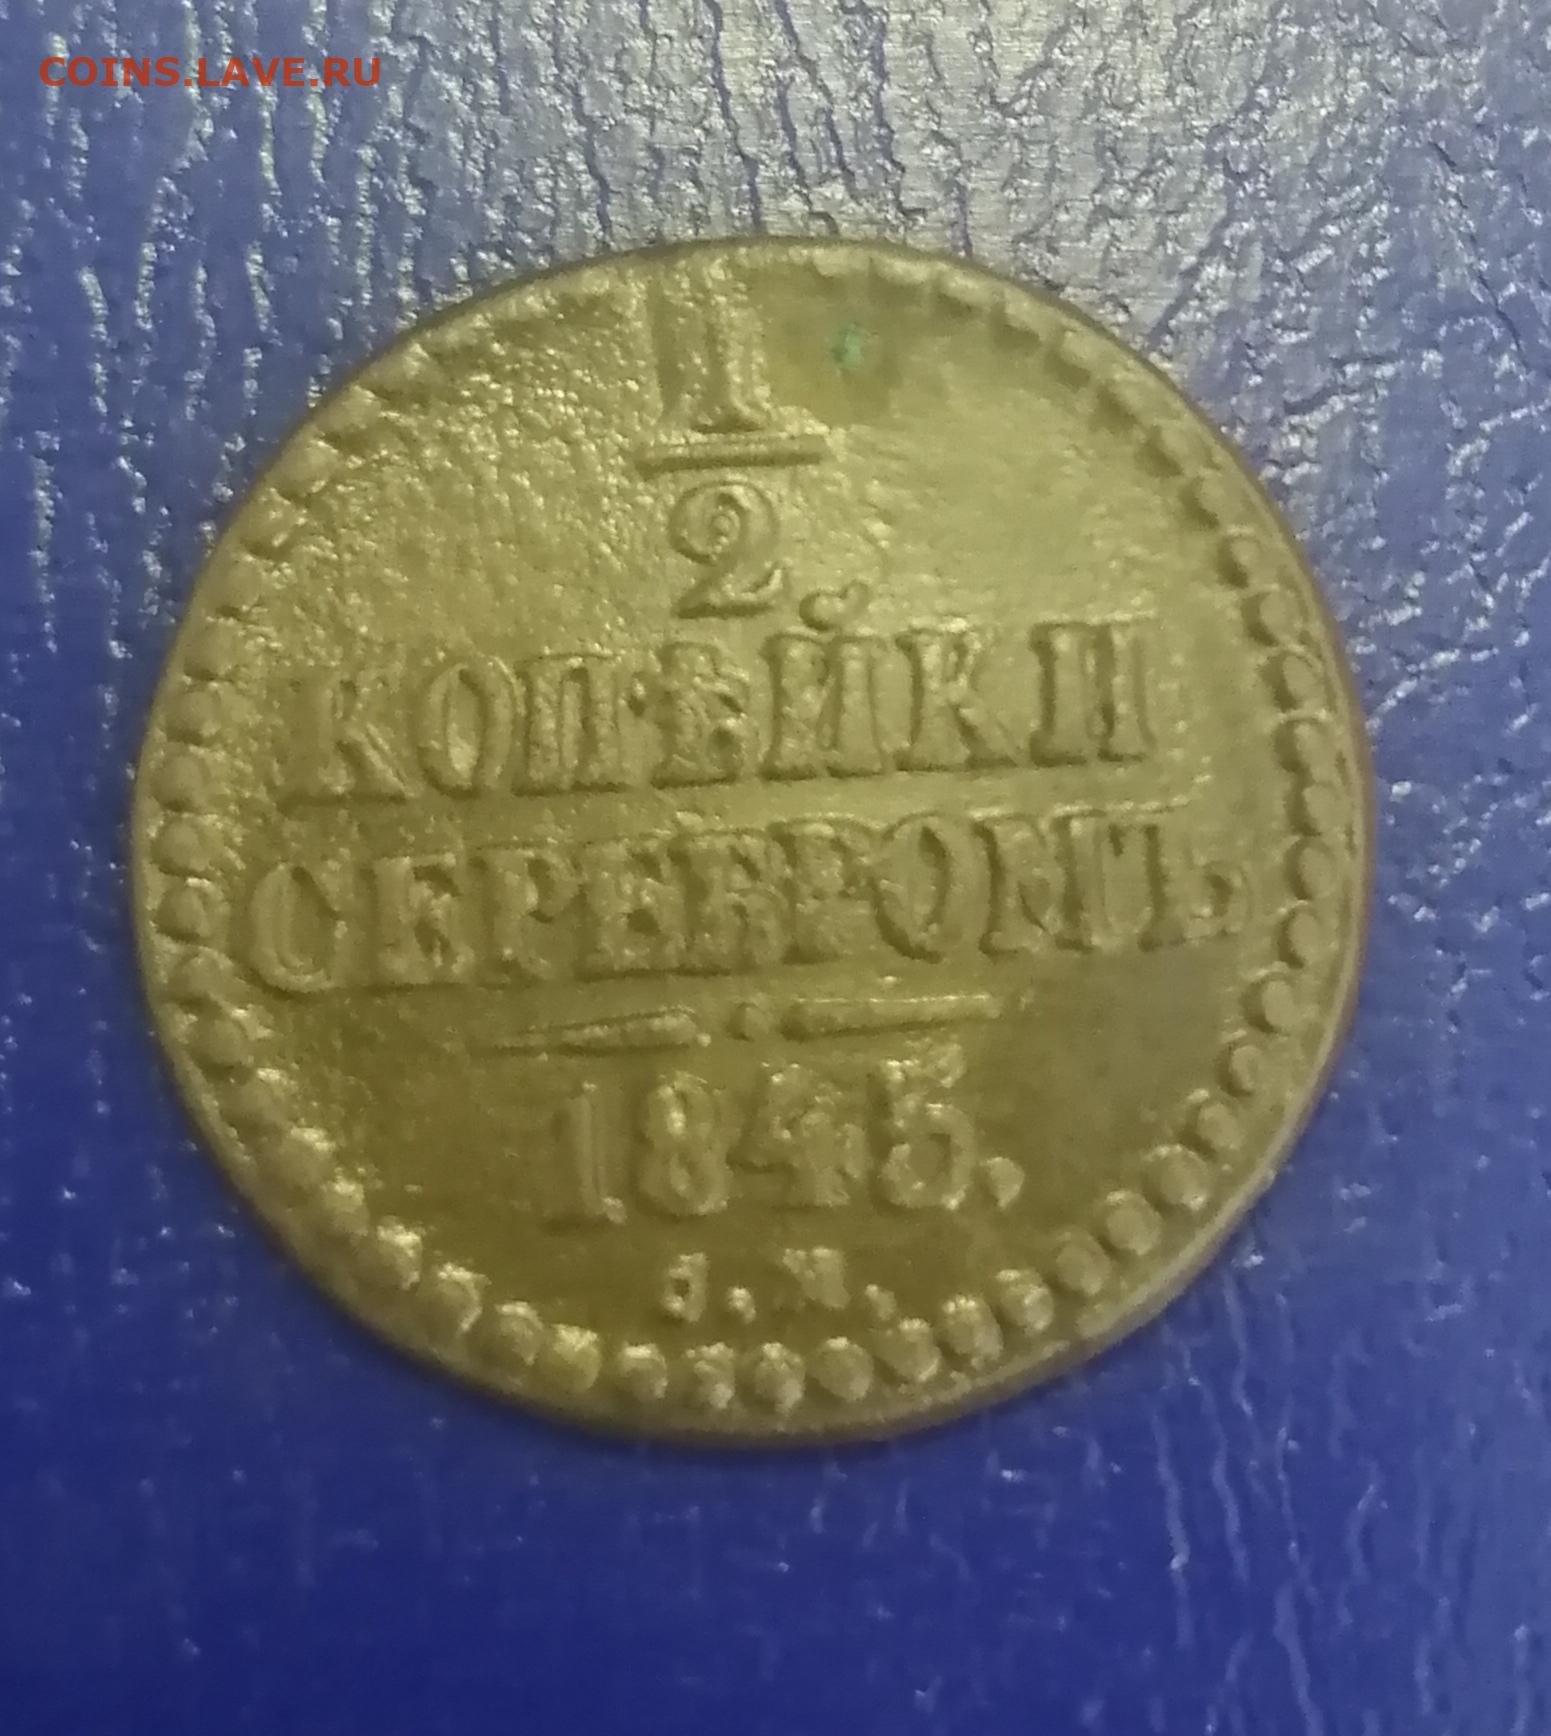 COINS.LAVE.RU
1
2
КОПѢЙКИ
СЕРЕБРОМЪ
1845.